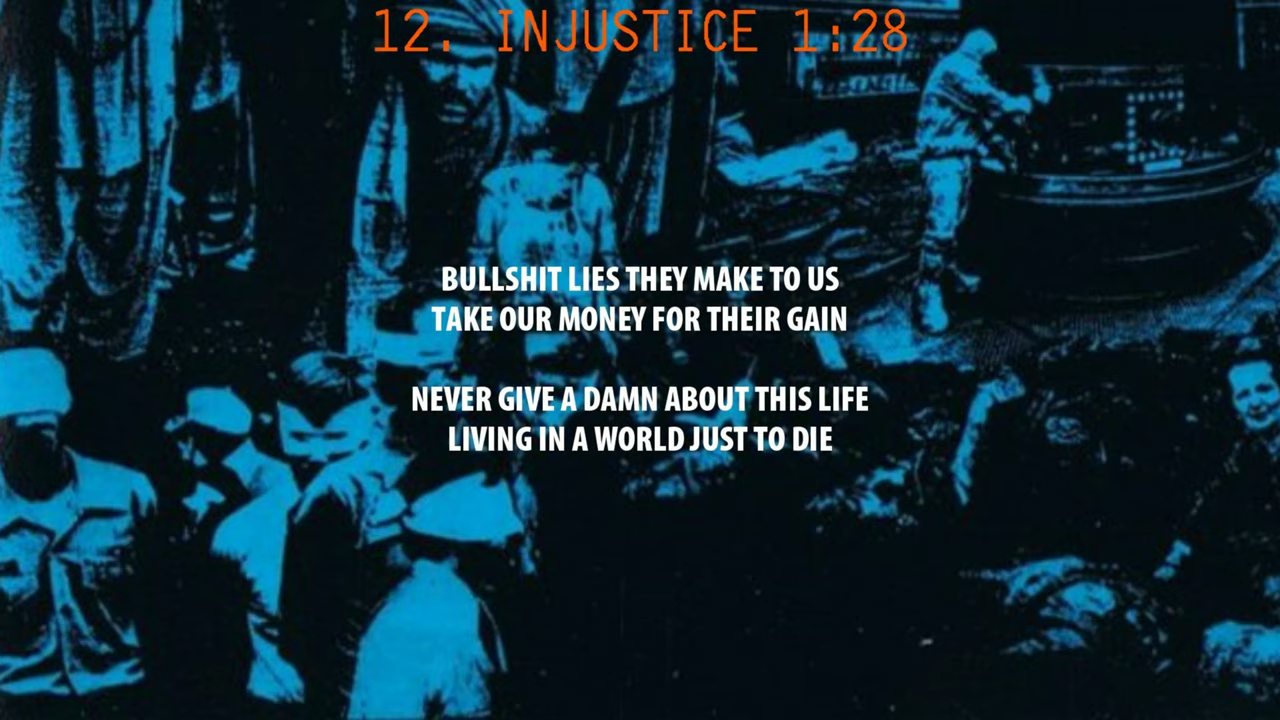 12. INJUSTICE 1:28
BULLSHIT LIES THEY MAKE TO US
TAKE OUR MONEY FOR THEIR GAIN
NEVER GIVE A DAMN ABOUT THIS LIFE
LIVING IN A WORLD JUST TO DIE